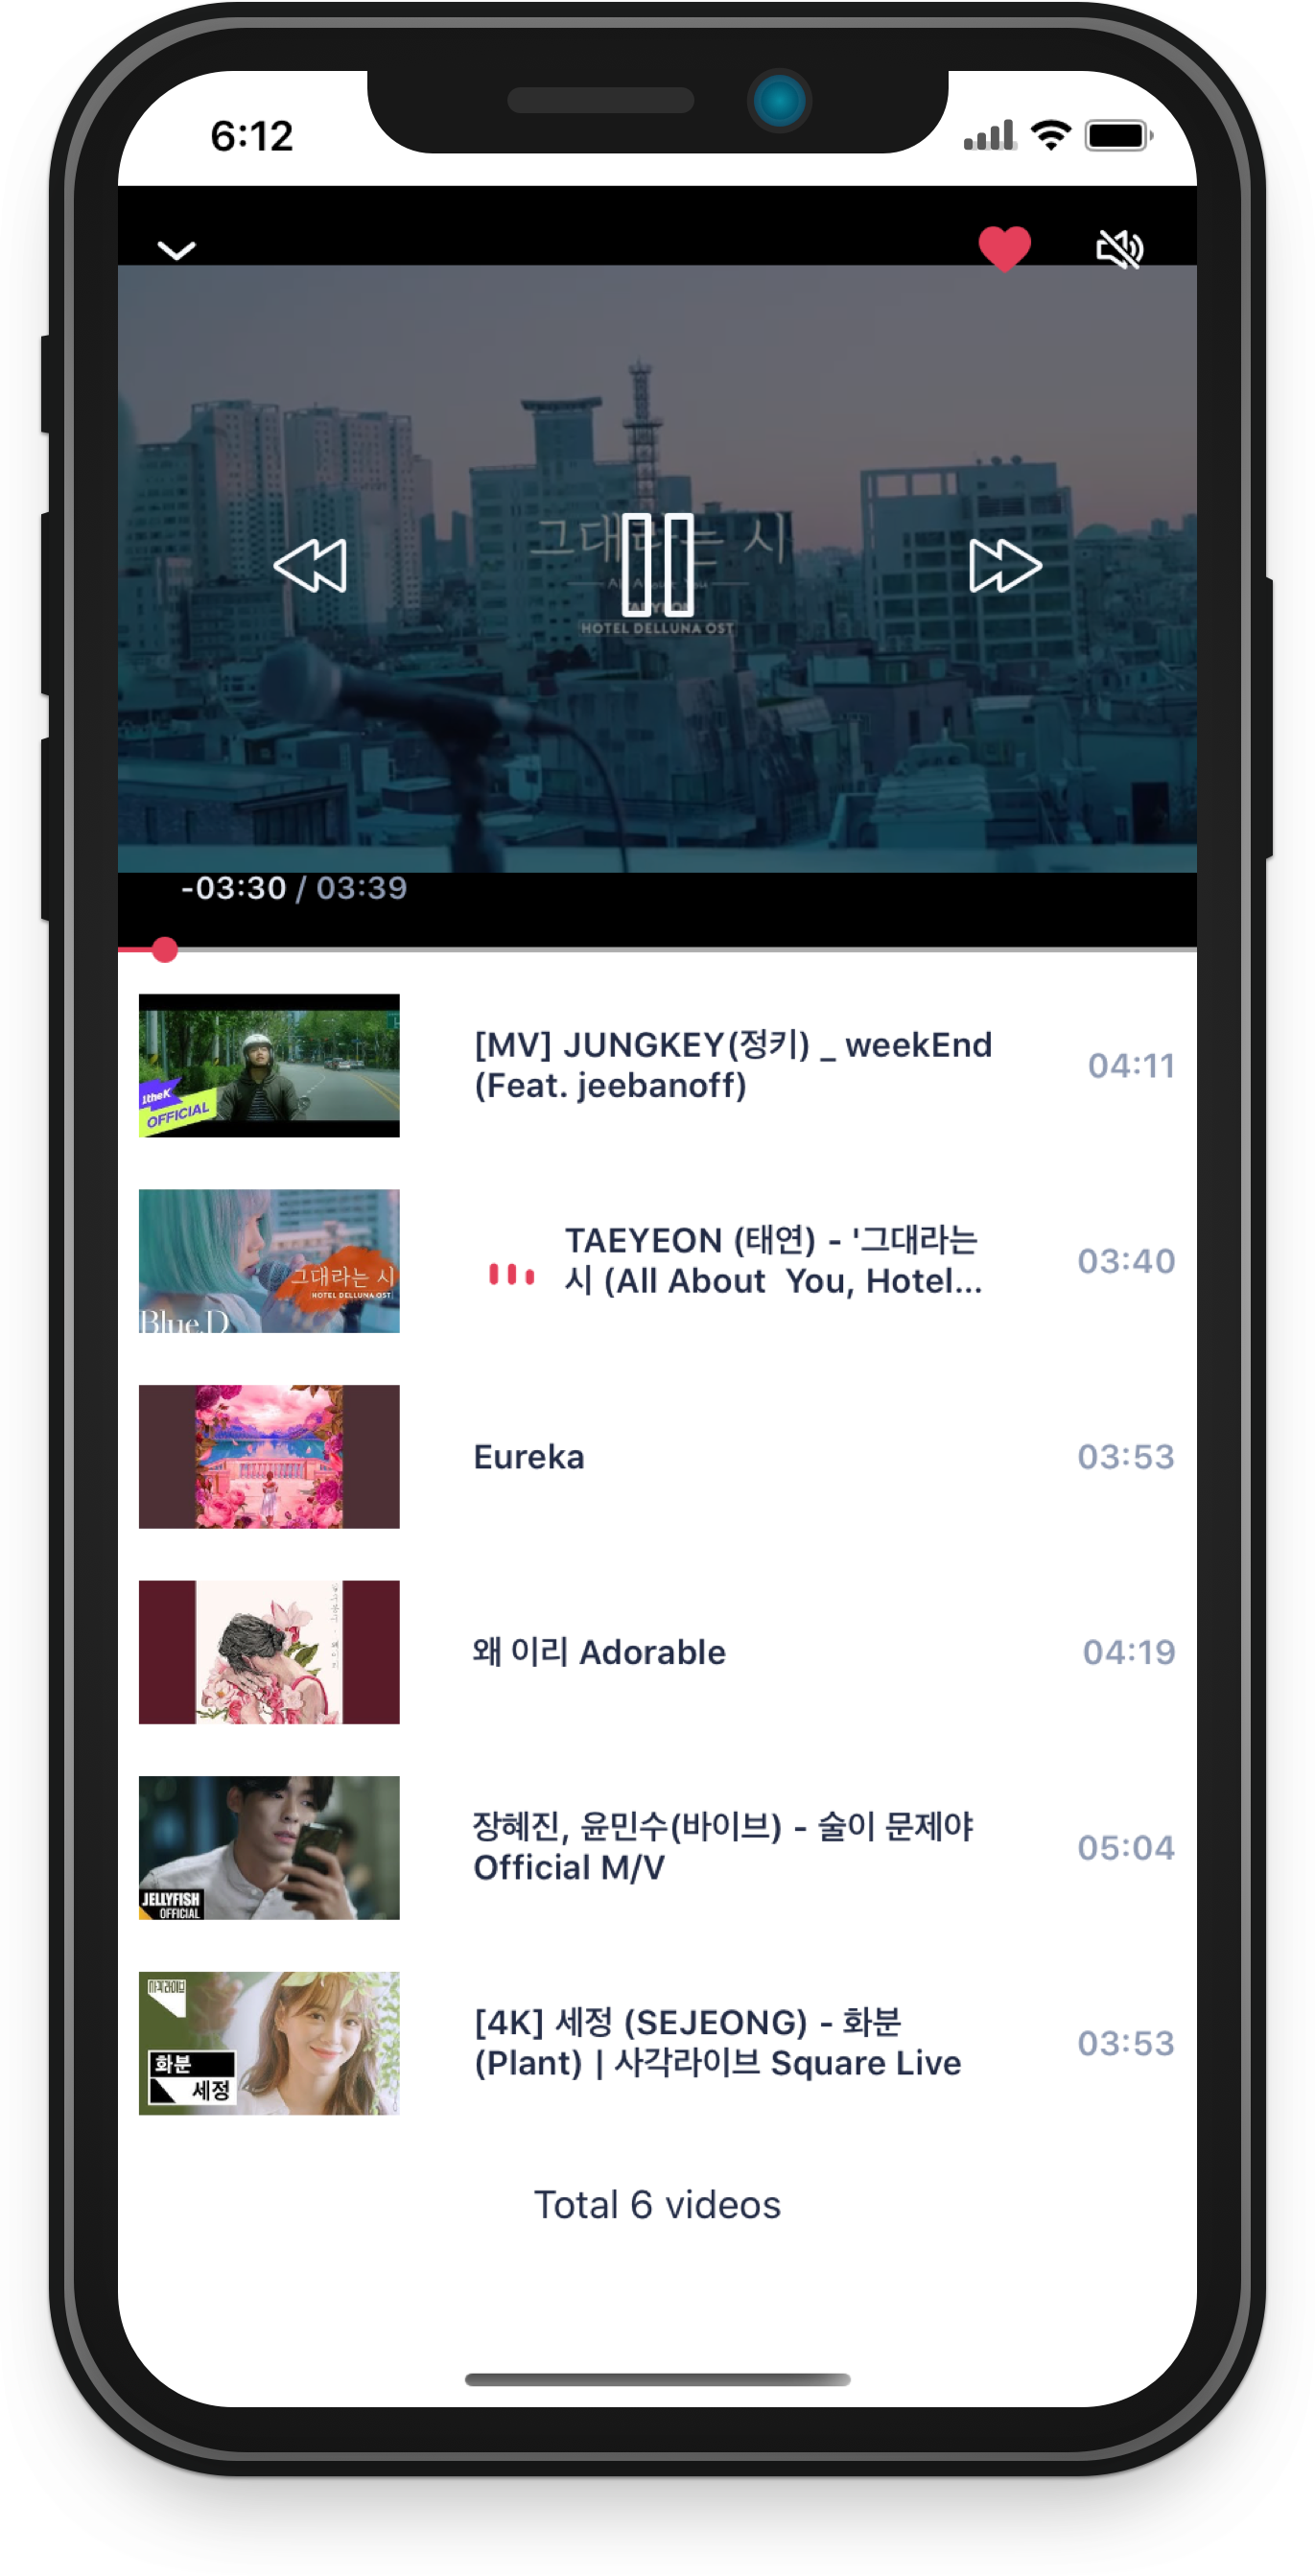 6:12
그대라는 시
HOTEL DELLUNA OST
-03:30 / 03:39
1theK
OFFICIAL
[MV] JUNGKEY(정키) _ weekEnd
(Feat. jeebanoff)
04:11
그대라는 시
HOTEL DELLUNA OST
Blue.D
TAEYEON (태연) - '그대라는
시 (All About  You, Hotel...
03:40
Eureka
03:53
왜 이리 Adorable
04:19
JELLYFISH
OFFICIAL
장혜진, 윤민수(바이브) - 술이 문제야
Official M/V
05:04
사각라이브
화분
세정
[4K] 세정 (SEJEONG) - 화분
(Plant) | 사각라이브 Square Live
03:53
Total 6 videos